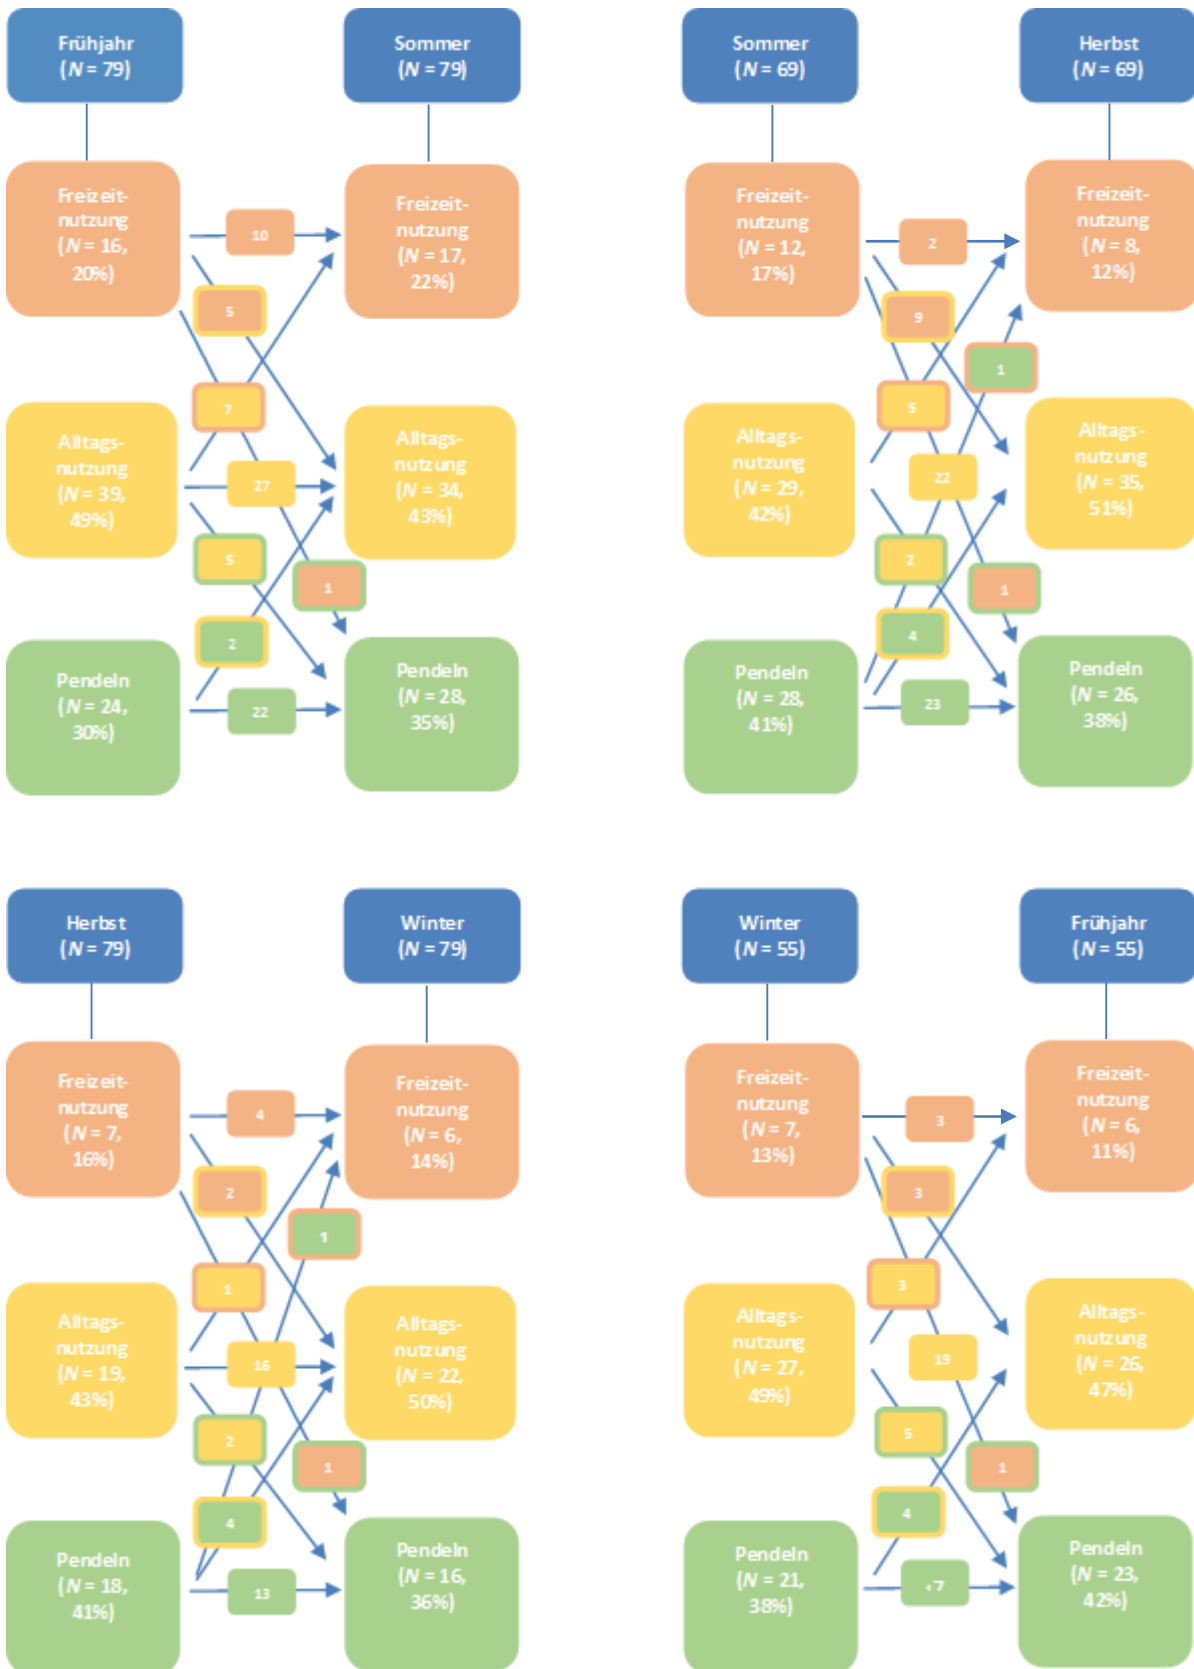 Frühjahr
(N = 79)
Sommer
(N = 79)
Freizeit-
nutzung
(N = 16,
20%)
10
Freizeit-
nutzung
(N = 17,
22%)
5
7
Alltags-
nutzung
(N = 39,
49%)
27
Alltags-
nutzung
(N = 34,
43%)
5
1
2
Pendeln
(N = 24,
30%)
22
Pendeln
(N = 28,
35%)
Sommer
(N = 69)
Herbst
(N = 69)
Freizeit-
nutzung
(N = 12,
17%)
2
Freizeit-
nutzung
(N = 8,
12%)
9
1
5
Alltags-
nutzung
(N = 29,
42%)
22
Alltags-
nutzung
(N = 35,
51%)
2
1
4
Pendeln
(N = 28,
41%)
23
Pendeln
(N = 26,
38%)
Herbst
(N = 79)
Winter
(N = 79)
Freizeit-
nutzung
(N = 7,
16%)
4
Freizeit-
nutzung
(N = 6,
14%)
2
1
1
Alltags-
nutzung
(N = 19,
43%)
16
Alltags-
nutzung
(N = 22,
50%)
2
1
4
Pendeln
(N = 18,
41%)
13
Pendeln
(N = 16,
36%)
Winter
(N = 55)
Frühjahr
(N = 55)
Freizeit-
nutzung
(N = 7,
13%)
3
Freizeit-
nutzung
(N = 6,
11%)
3
3
Alltags-
nutzung
(N = 27,
49%)
19
Alltags-
nutzung
(N = 26,
47%)
5
1
4
Pendeln
(N = 21,
38%)
17
Pendeln
(N = 23,
42%)